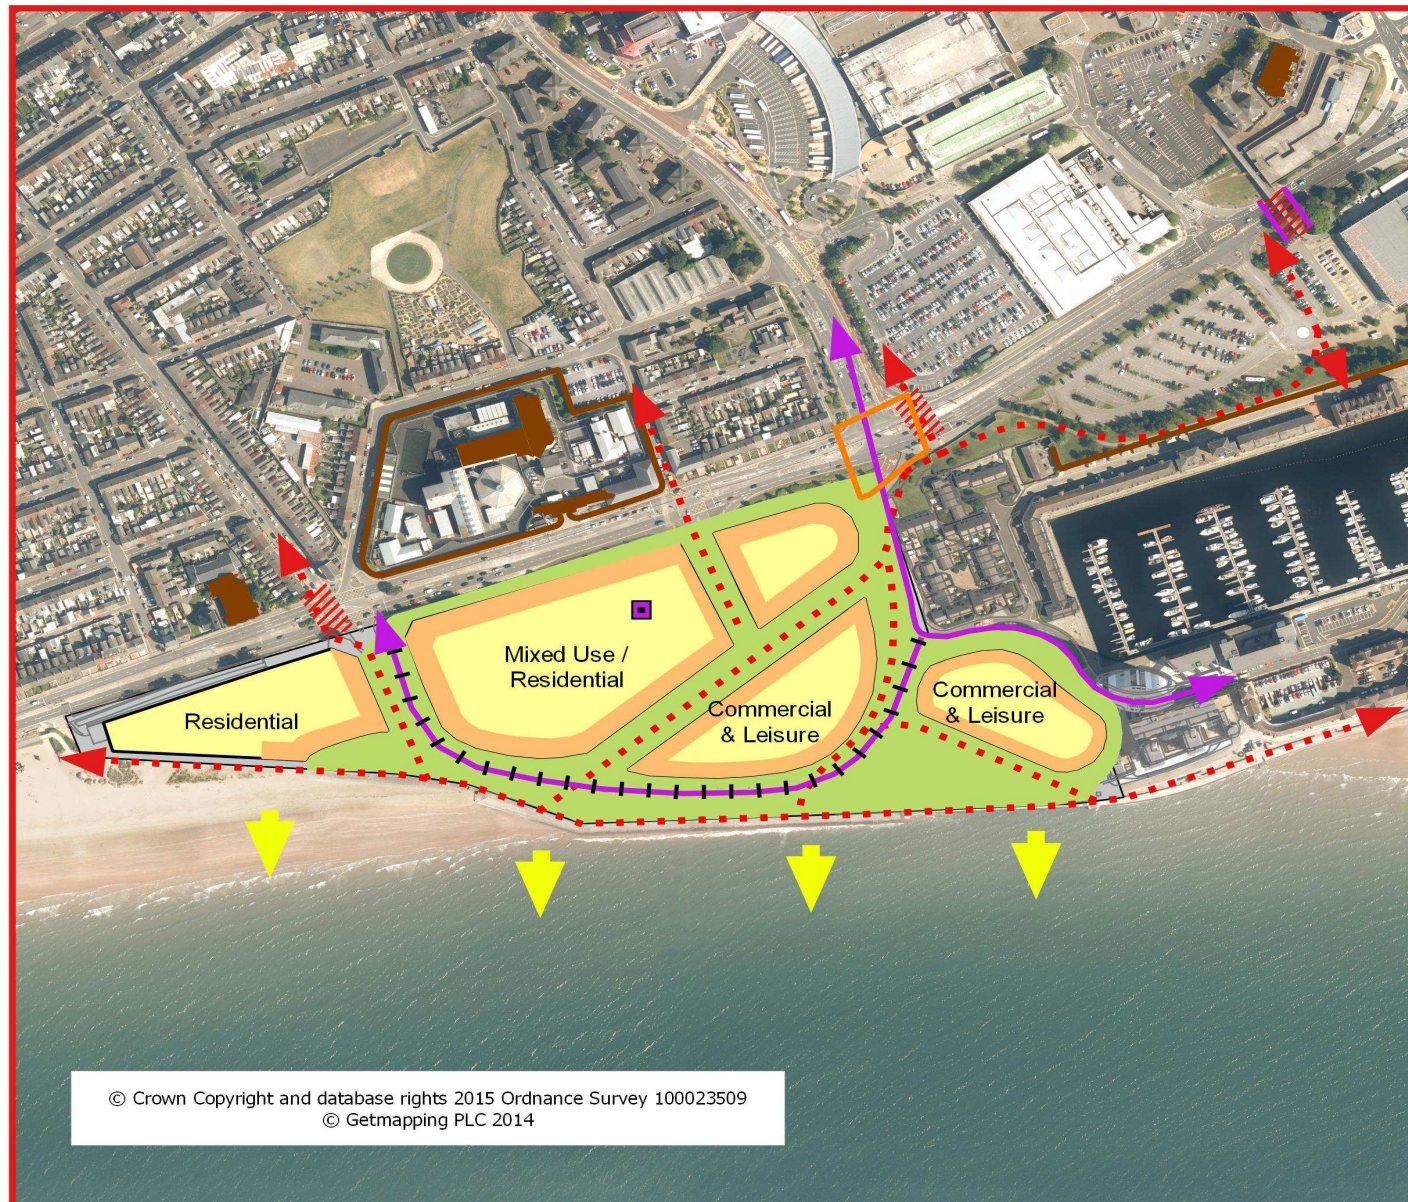 Mixed Use /
Residential
Residential
Commercial
& Leisure
Commercial
& Leisure
© Crown Copyright and database rights 2015 Ordnance Survey 100023509
© Getmapping PLC 2014